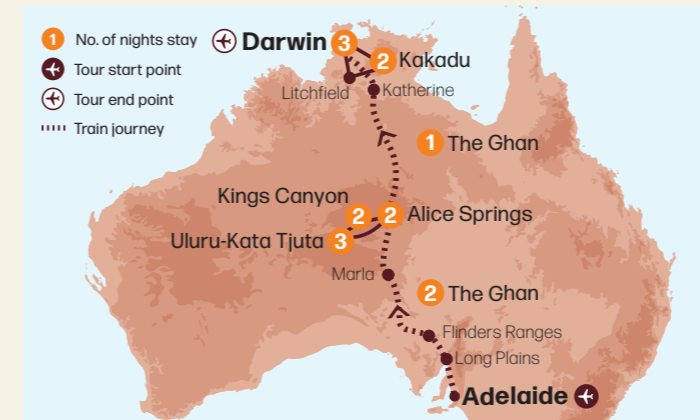 1 No. of nights stay
Tour start point
Tour end point
Train journey
Darwin 3
2 Kakadu
Litchfield
Katherine
1 The Ghan
Kings Canyon 2
2 Alice Springs
Uluru-Kata Tjuta 3
Marla
2 The Ghan
Flinders Ranges
Long Plains
Adelaide